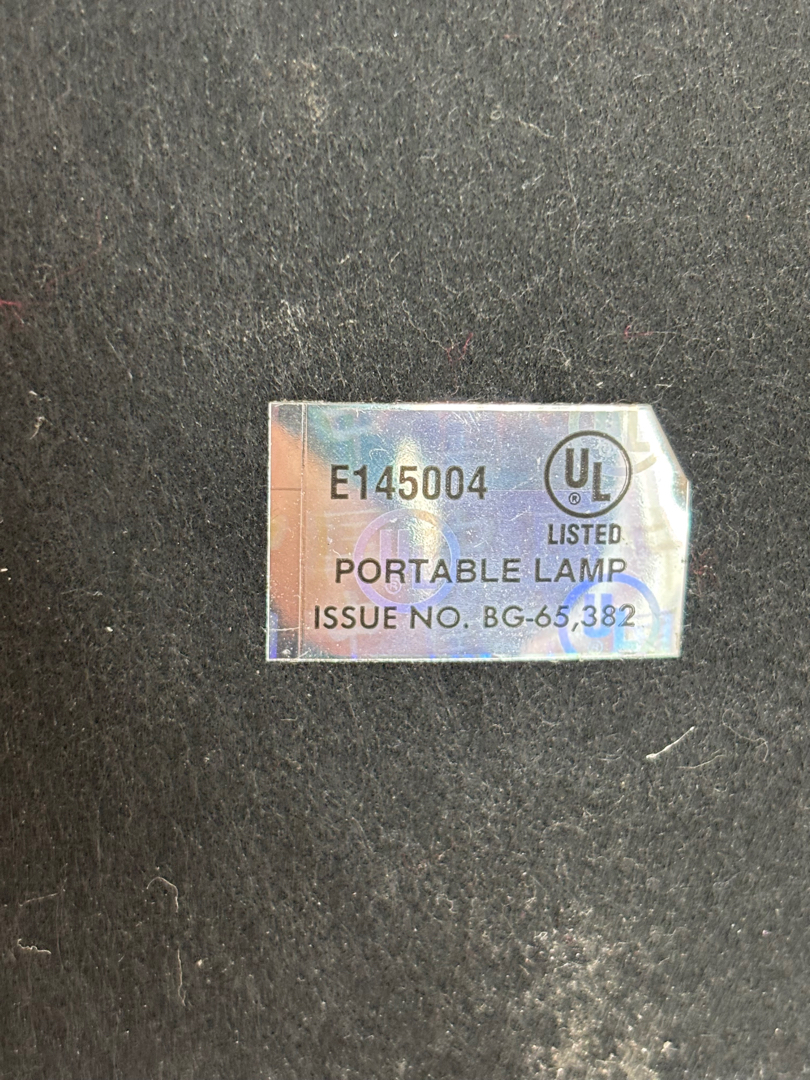 E145004
UL
®
LISTED
PORTABLE LAMP
ISSUE NO. BG-65,382